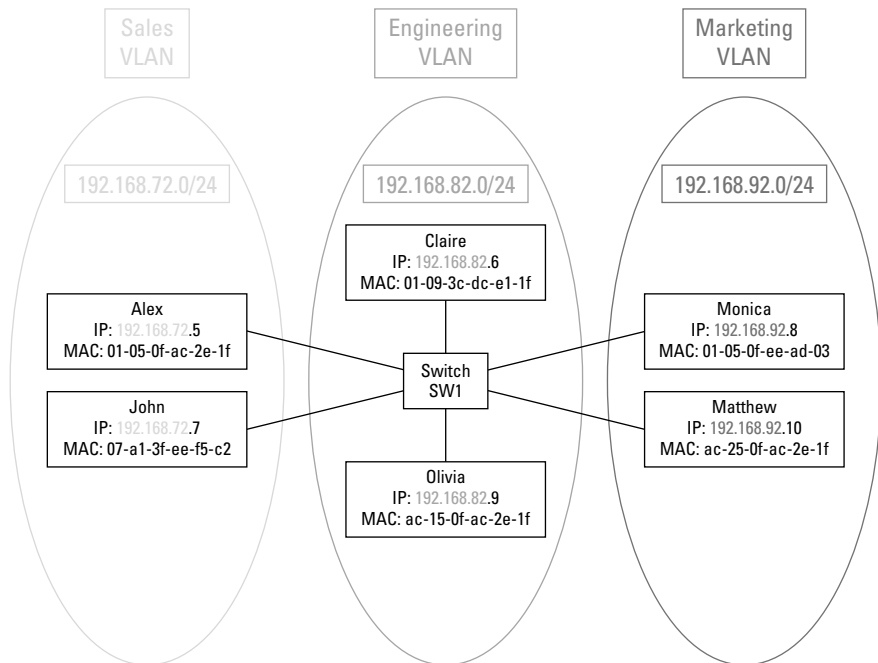 Sales
VLAN
Engineering
VLAN
Marketing
VLAN
192.168.72.0/24
192.168.82.0/24
192.168.92.0/24
Claire
IP: 192.168.82.6
MAC: 01-09-3c-dc-e1-1f
Alex
IP: 192.168.72.5
MAC: 01-05-0f-ac-2e-1f
Monica
IP: 192.168.92.8
MAC: 01-05-0f-ee-ad-03
Switch
SW1
John
IP: 192.168.72.7
MAC: 07-a1-3f-ee-f5-c2
Matthew
IP: 192.168.92.10
MAC: ac-25-0f-ac-2e-1f
Olivia
IP: 192.168.82.9
MAC: ac-15-0f-ac-2e-1f